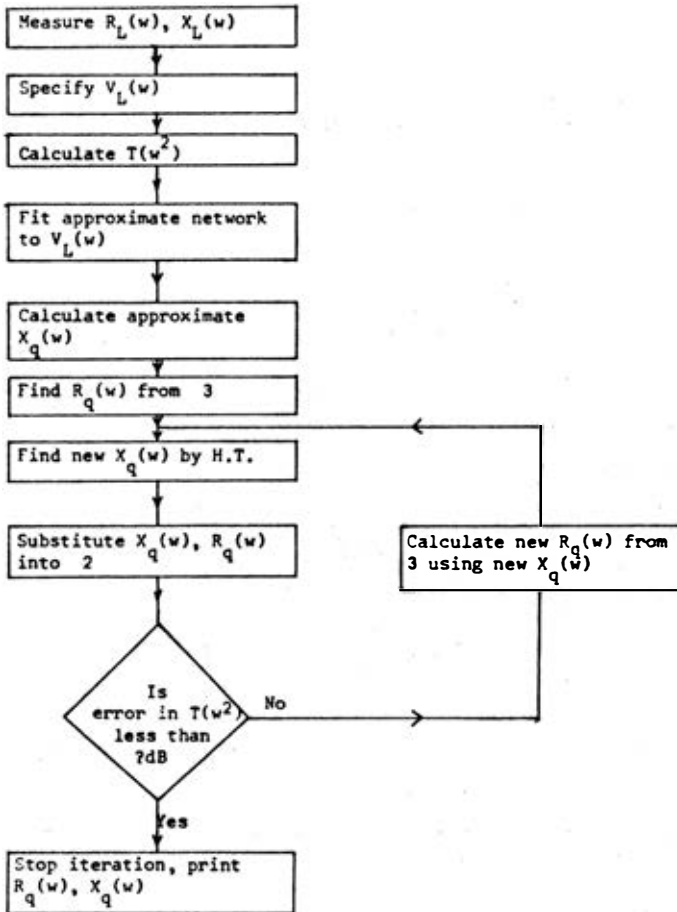 Measure R_L(w), X_L(w)
Specify V_L(w)
Calculate T(w²)
Fit approximate network
to V_L(w)
Calculate approximate
X_q(w)
Find R_q(w) from 3
Find new X_q(w) by H.T.
Substitute X_q(w), R_q(w)
into 2
Calculate new R_q(w) from
3 using new X_q(w)
Is
error in T(w²)
less than
?dB
No
Yes
Stop iteration, print
R_q(w), X_q(w)